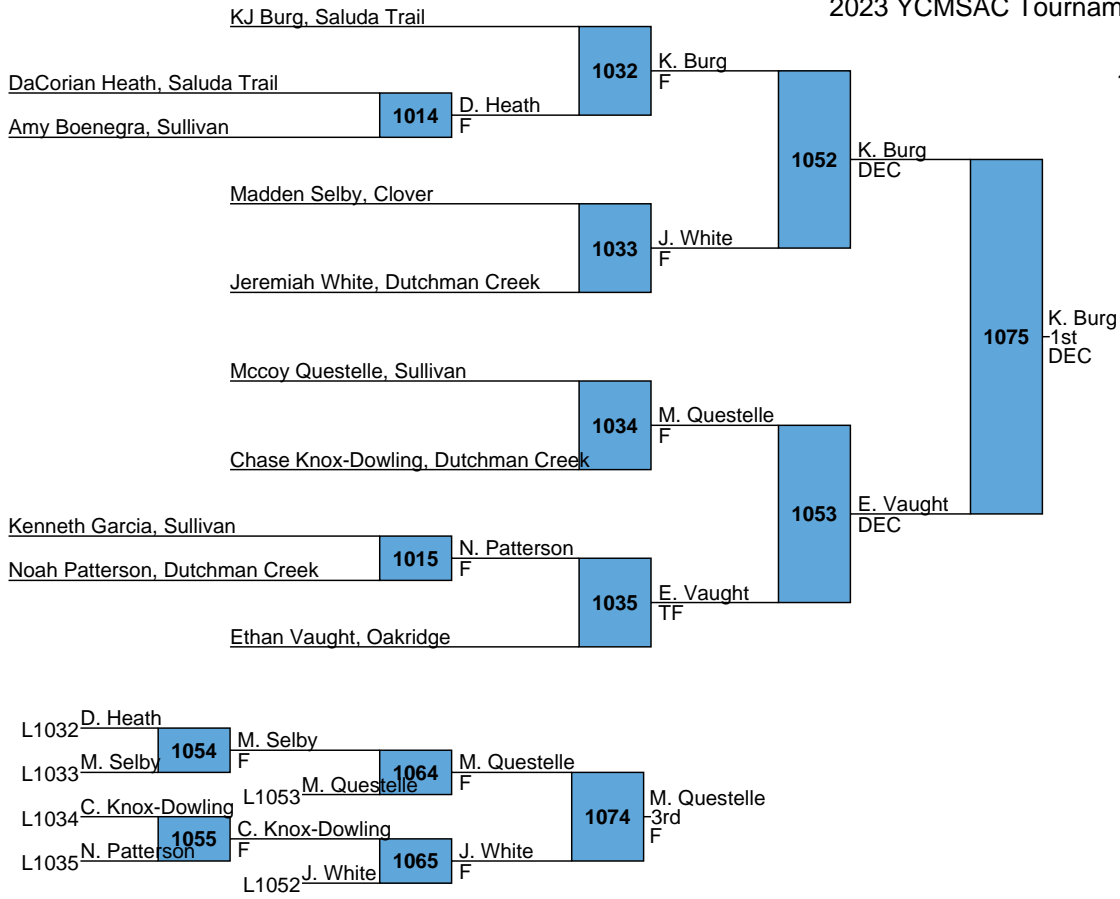 2023 YCMSAC
KJ Burg, Saluda Trail
1032
K. Burg
F
DaCorian Heath, Saluda Trail
1014
D. Heath
F
Amy Boenegra, Sullivan
1052
K. Burg
DEC
Madden Selby, Clover
1033
J. White
F
Jeremiah White, Dutchman Creek
1075
K. Burg
1st
DEC
Mccoy Questelle, Sullivan
1034
M. Questelle
F
Chase Knox-Dowling, Dutchman Creek
1053
E. Vaught
DEC
Kenneth Garcia, Sullivan
1015
N. Patterson
F
Noah Patterson, Dutchman Creek
1035
E. Vaught
TF
Ethan Vaught, Oakridge
L1032 D. Heath
1054
M. Selby
F
L1033 M. Selby
1064
M. Questelle
F
L1053 M. Questelle
L1034 C. Knox-Dowling
1055
C. Knox-Dowling
F
L1035 N. Patterson
1065
J. White
F
L1052 J. White
1074
M. Questelle
3rd
F